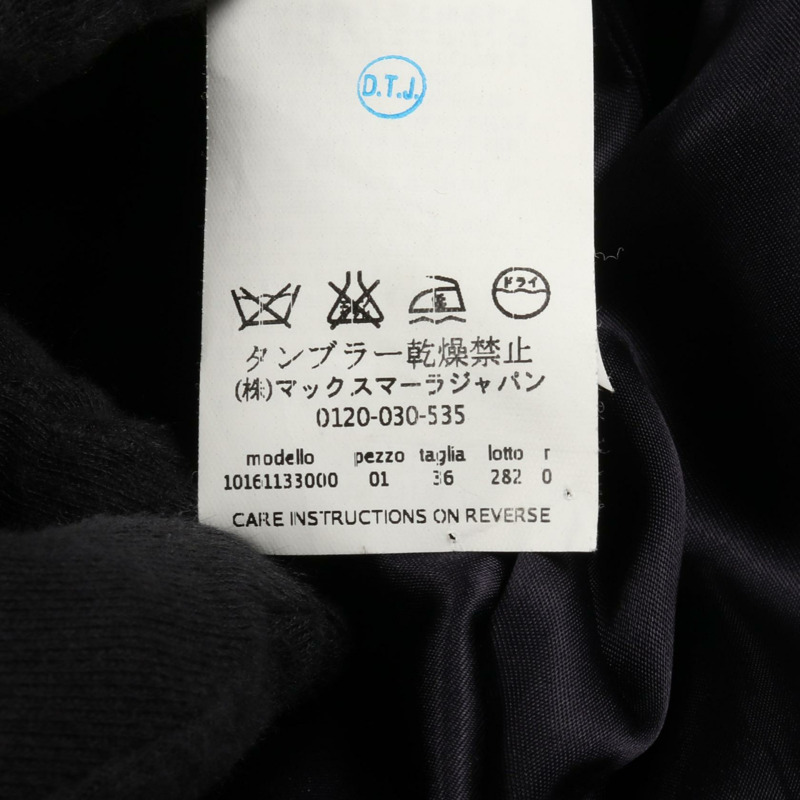 D.T.J.
ドライ
タンブラー乾燥禁止
(株)マックスマーラジャパン
0120-030-535
modello pezzo taglia lotto r
10161133000 01 36 282 0
CARE INSTRUCTIONS ON REVERSE